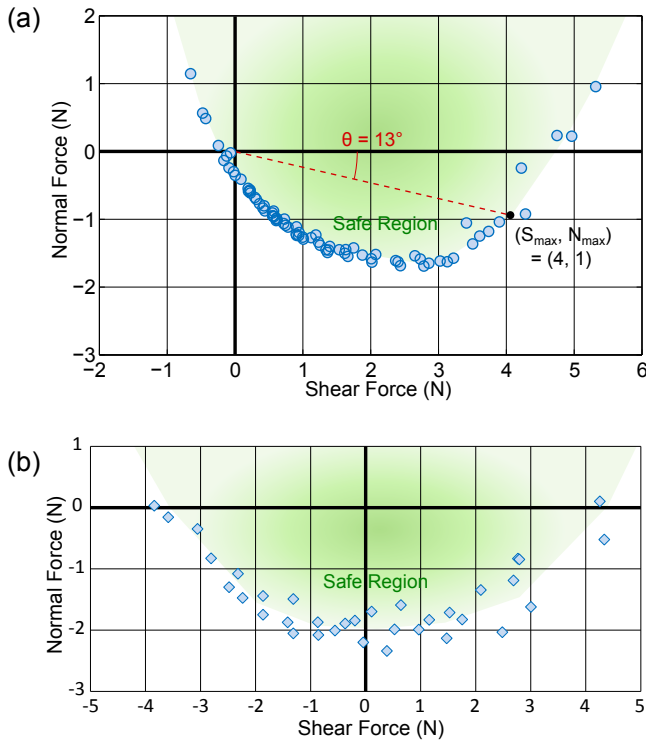 (a)
2
1
0
−1
−2
−3
Normal Force (N)
θ = 13°
Safe Region
(Smax, Nmax)
= (4, 1)
−2 −1 0 1 2 3 4 5 6
Shear Force (N)
(b)
1
0
-1
-2
-3
Normal Force (N)
Safe Region
-5 -4 -3 -2 -1 0 1 2 3 4 5
Shear Force (N)